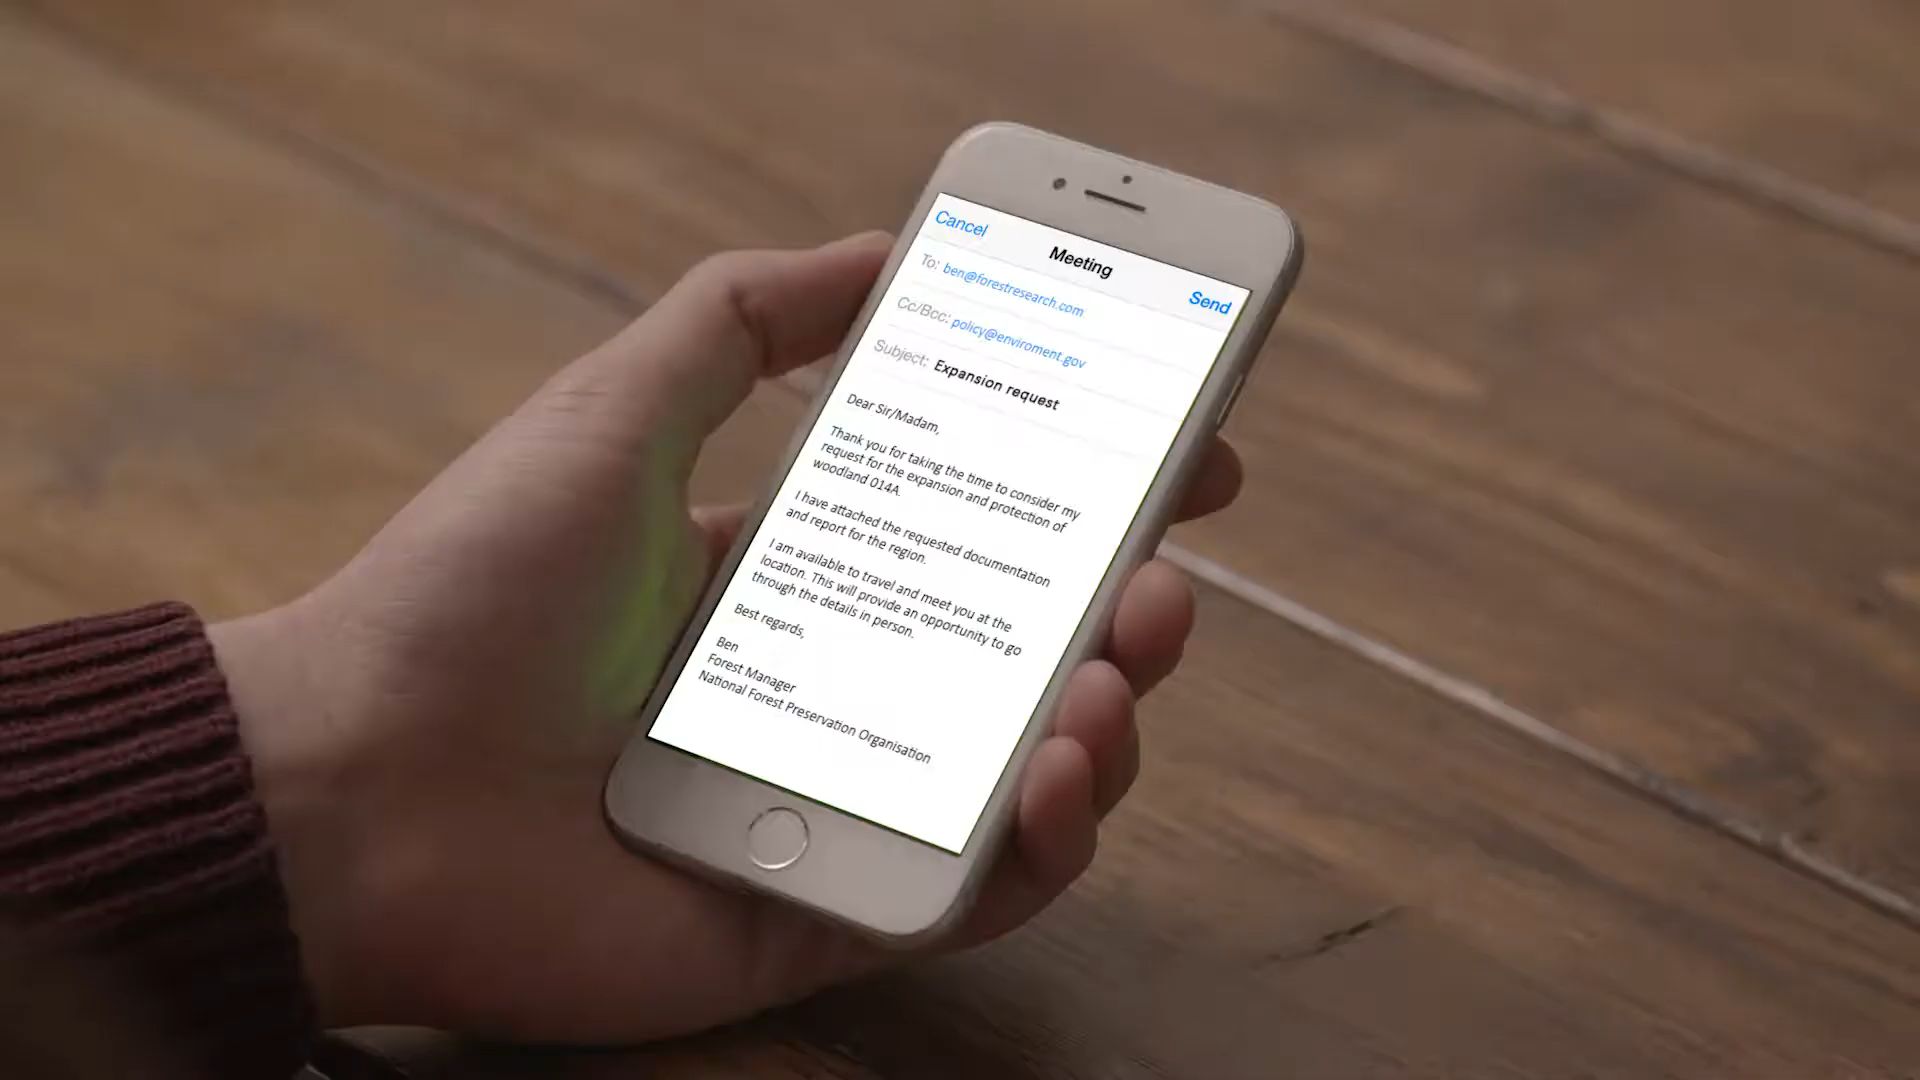 Cancel
Meeting
Send
To: ben@forestresearch.com
Cc/Bcc: policy@enviroment.gov
Subject: Expansion request
Dear Sir/Madam,
Thank you for taking the time to consider my
request for the expansion and protection of
woodland 014A.
I have attached the requested documentation
and report for the region.
I am available to travel and meet you at the
location. This will provide an opportunity to go
through the details in person.
Best regards,
Ben
Forest Manager
National Forest Preservation Organisation